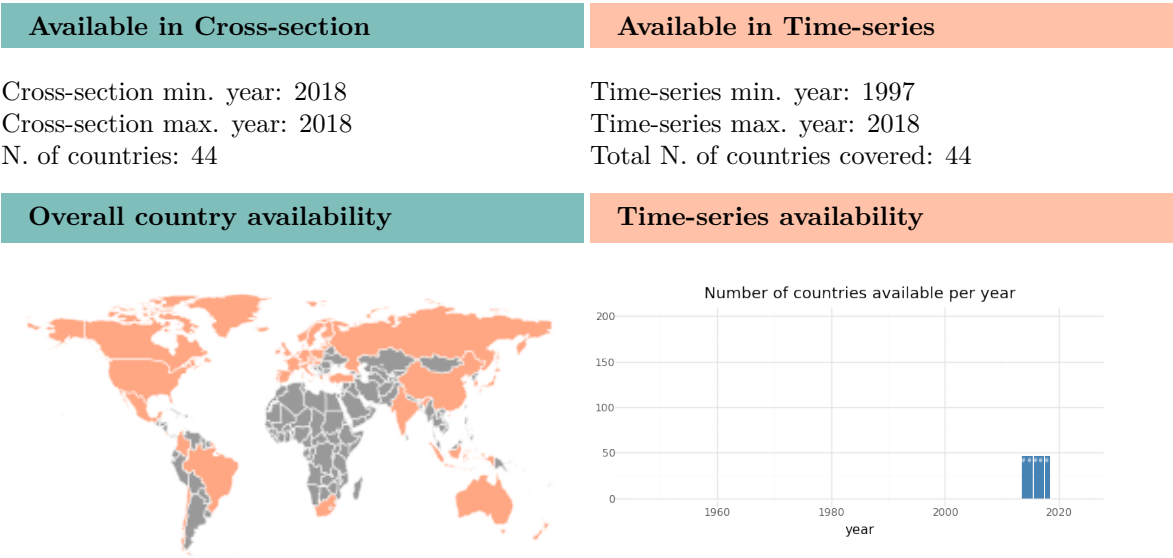 Available in Cross-section
Available in Time-series
Cross-section min. year: 2018
Cross-section max. year: 2018
N. of countries: 44
Time-series min. year: 1997
Time-series max. year: 2018
Total N. of countries covered: 44
Overall country availability
Time-series availability
Number of countries available per year
200
150
100
50
0
1960
1980
2000
2020
year